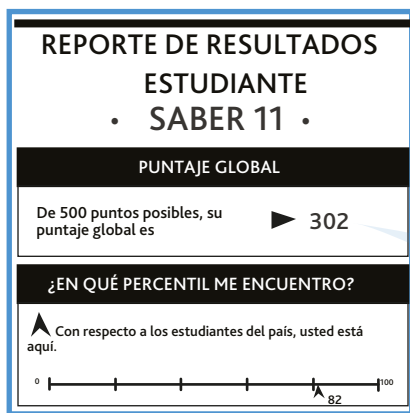 REPORTE DE RESULTADOS
ESTUDIANTE
• SABER 11 •
PUNTAJE GLOBAL
De 500 puntos posibles, su
puntaje global es
302
¿EN QUÉ PERCENTIL ME ENCUENTRO?
Con respecto a los estudiantes del país, usted está
aquí.
0
100
82